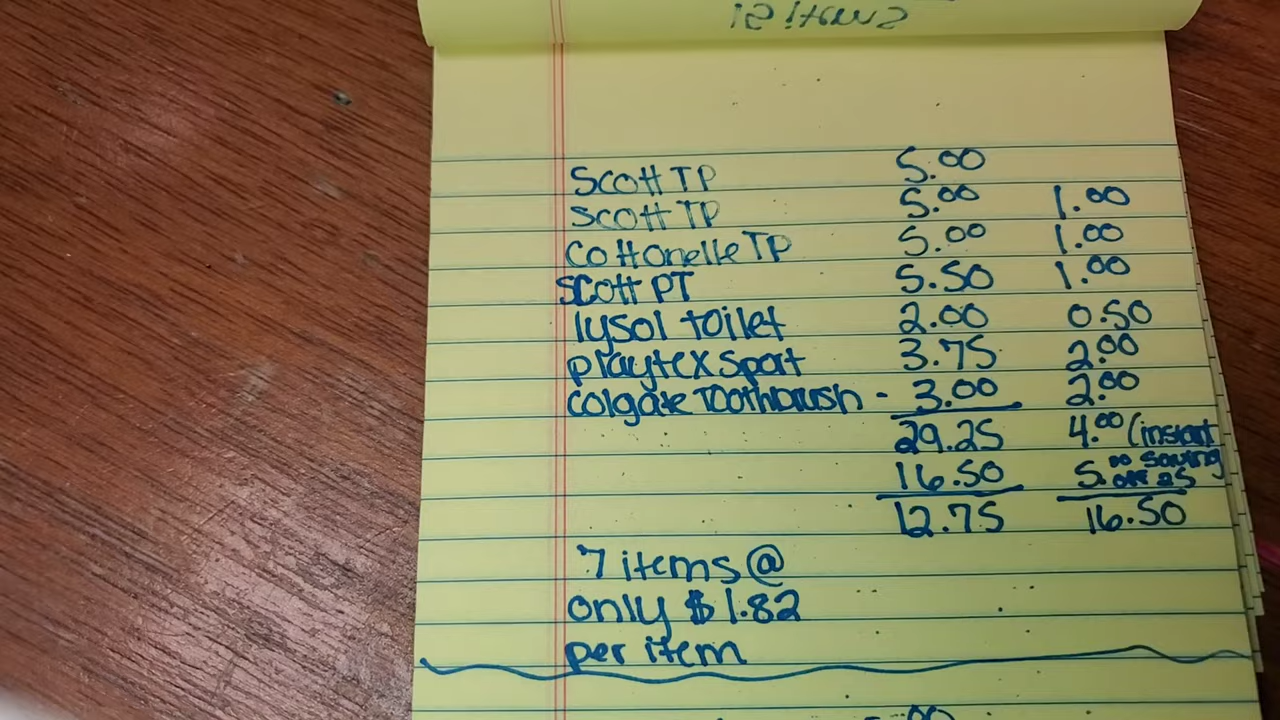 12 items
Scott TP 5.00
Scott TP 5.00 1.00
Cottonelle TP 5.00 1.00
Scott PT 5.50 1.00
lysol toilet 2.00 0.50
playtex sport 3.75 2.00
colgate Toothbrush - 3.00 2.00
29.25 4.00 (instant saving
16.50 5.00 off 25
12.75 16.50
7 items @
only $1.82
per item